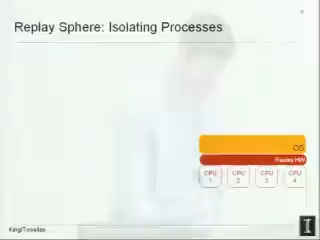 Replay Sphere: Isolating Processes
OS
Replay HW
CPU CPU CPU CPU
1 2 3 4
King/Torrellas
I